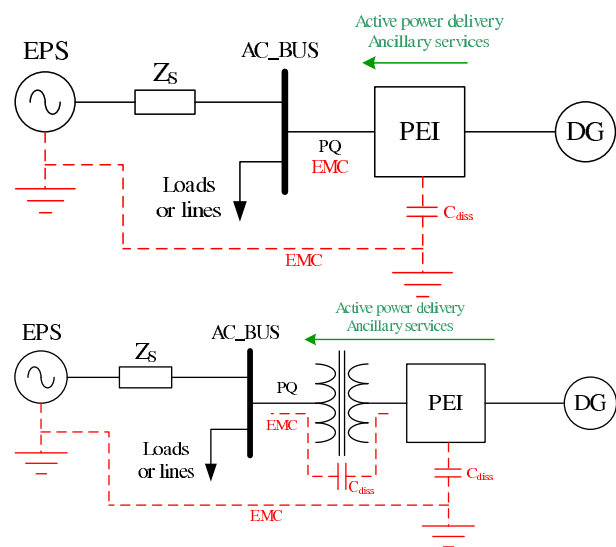 Active power delivery
Ancillary services
EPS
Zs
AC_BUS
PEI
DG
PQ
EMC
Loads
or lines
Cdiss
EMC
Active power delivery
Ancillary services
EPS
Zs
AC_BUS
PQ
PEI
DG
EMC
Loads
or lines
Cdiss
Cdiss
EMC